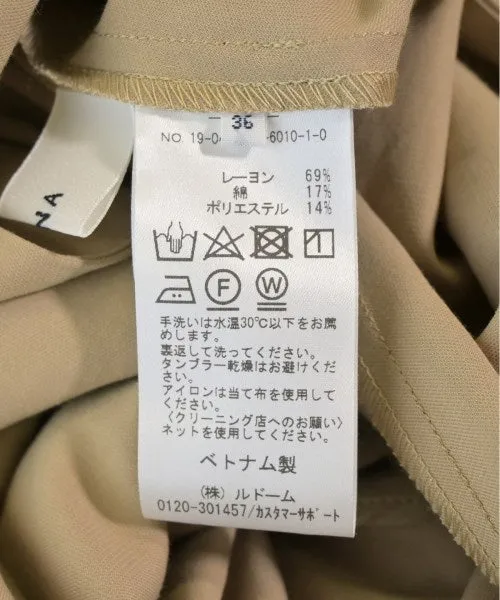 36
NO. 19-0 6010-1-0
レーヨン 69%
綿 17%
ポリエステル 14%
F W
手洗いは水温30℃以下をお薦
めします。
裏返して洗ってください。
タンブラー乾燥はお避けくださ
い。
アイロンは当て布を使用して
ください。
〈クリーニング店へのお願い〉
ネットを使用してください。
ベトナム製
(株) ルドーム
0120-301457/カスタマーサポート
NA